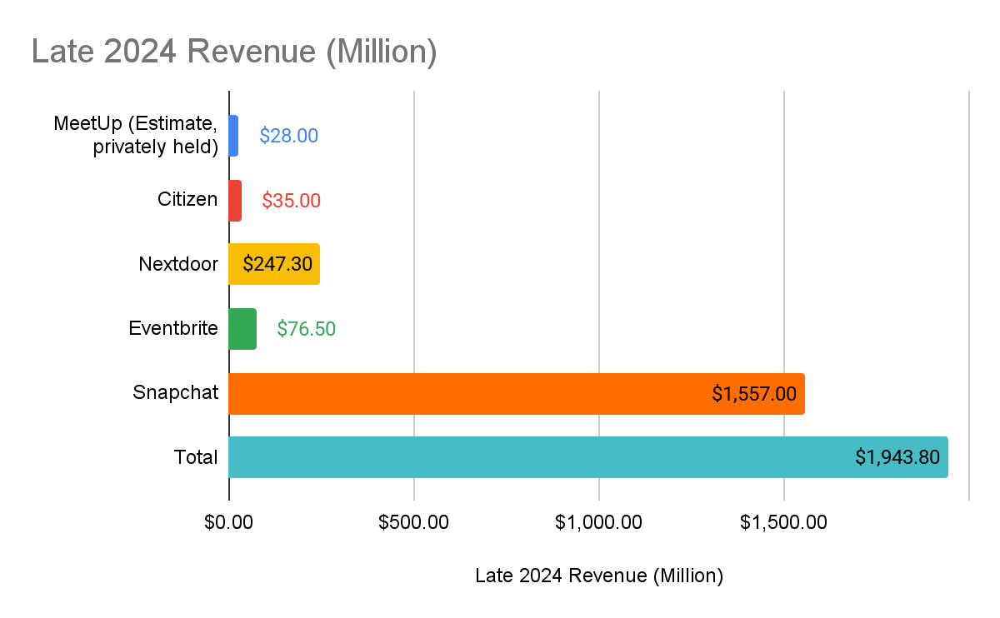 Late 2024 Revenue (Million)
MeetUp (Estimate,
privately held)
$28.00
Citizen
$35.00
Nextdoor
$247.30
Eventbrite
$76.50
Snapchat
$1,557.00
Total
$1,943.80
$0.00
$500.00
$1,000.00
$1,500.00
Late 2024 Revenue (Million)